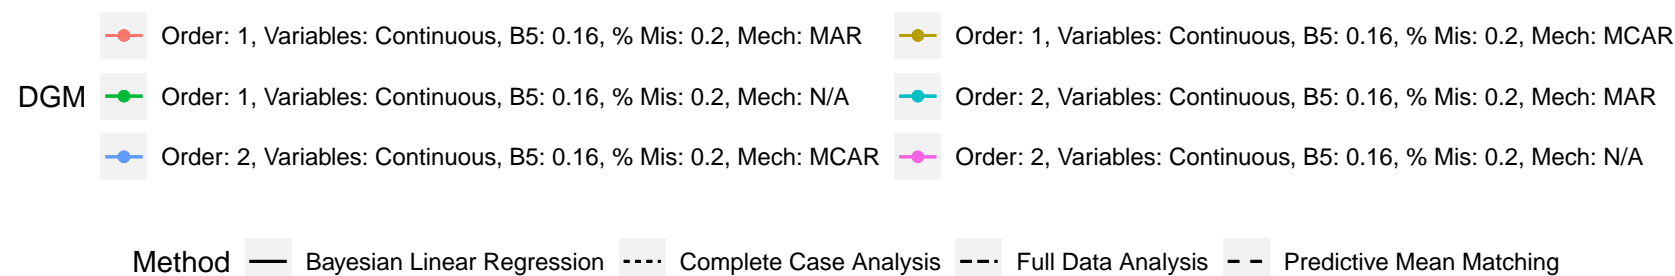 Order: 1, Variables: Continuous, B5: 0.16, % Mis: 0.2, Mech: MAR Order: 1, Variables: Continuous, B5: 0.16, % Mis: 0.2, Mech: MCAR
DGM Order: 1, Variables: Continuous, B5: 0.16, % Mis: 0.2, Mech: N/A Order: 2, Variables: Continuous, B5: 0.16, % Mis: 0.2, Mech: MAR
Order: 2, Variables: Continuous, B5: 0.16, % Mis: 0.2, Mech: MCAR Order: 2, Variables: Continuous, B5: 0.16, % Mis: 0.2, Mech: N/A
Method Bayesian Linear Regression Complete Case Analysis Full Data Analysis Predictive Mean Matching